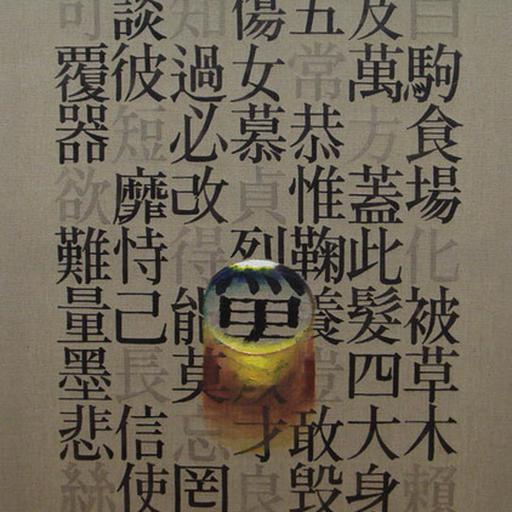 白駒食場化被草木賴
及萬方蓋此髮四大身
五常恭惟鞠養豈敢毀
傷女慕貞烈男效才良
知過必改得能莫忘罔
談彼短靡恃己長信使
可覆器欲難量墨悲絲